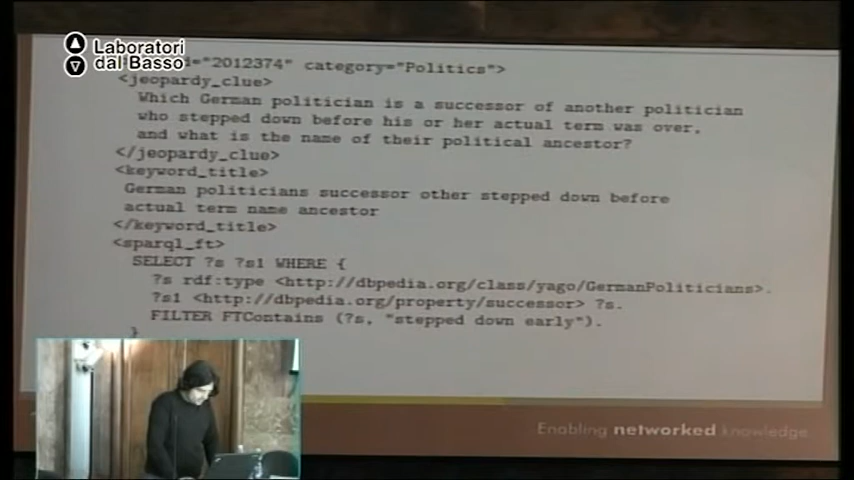 Laboratori
dal Basso
="2012374" category="Politics">
<jeopardy_clue>
Which German politician is a successor of another politician
who stepped down before his or her actual term was over,
and what is the name of their political ancestor?
</jeopardy_clue>
<keyword_title>
German politicians successor other stepped down before
actual term name ancestor
</keyword_title>
<sparql_ft>
SELECT ?s ?s1 WHERE {
?s rdf:type <http://dbpedia.org/class/yago/GermanPoliticians>.
?s1 <http://dbpedia.org/property/successor> ?s.
FILTER FTContains (?s, "stepped down early").
}
Enabling networked knowledge